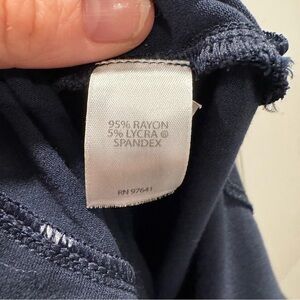 95% RAYON
5% LYCRA ®
SPANDEX
RN 97641